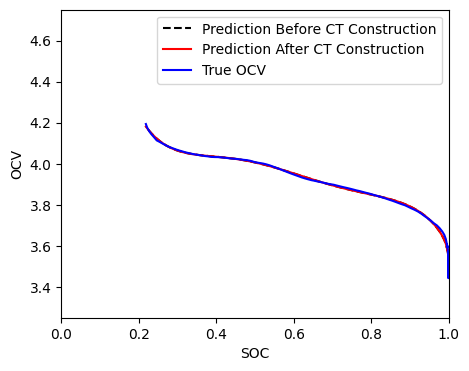 4.6
4.4
4.2
4.0
3.8
3.6
3.4
OCV
Prediction Before CT Construction
Prediction After CT Construction
True OCV
0.0 0.2 0.4 0.6 0.8 1.0
SOC